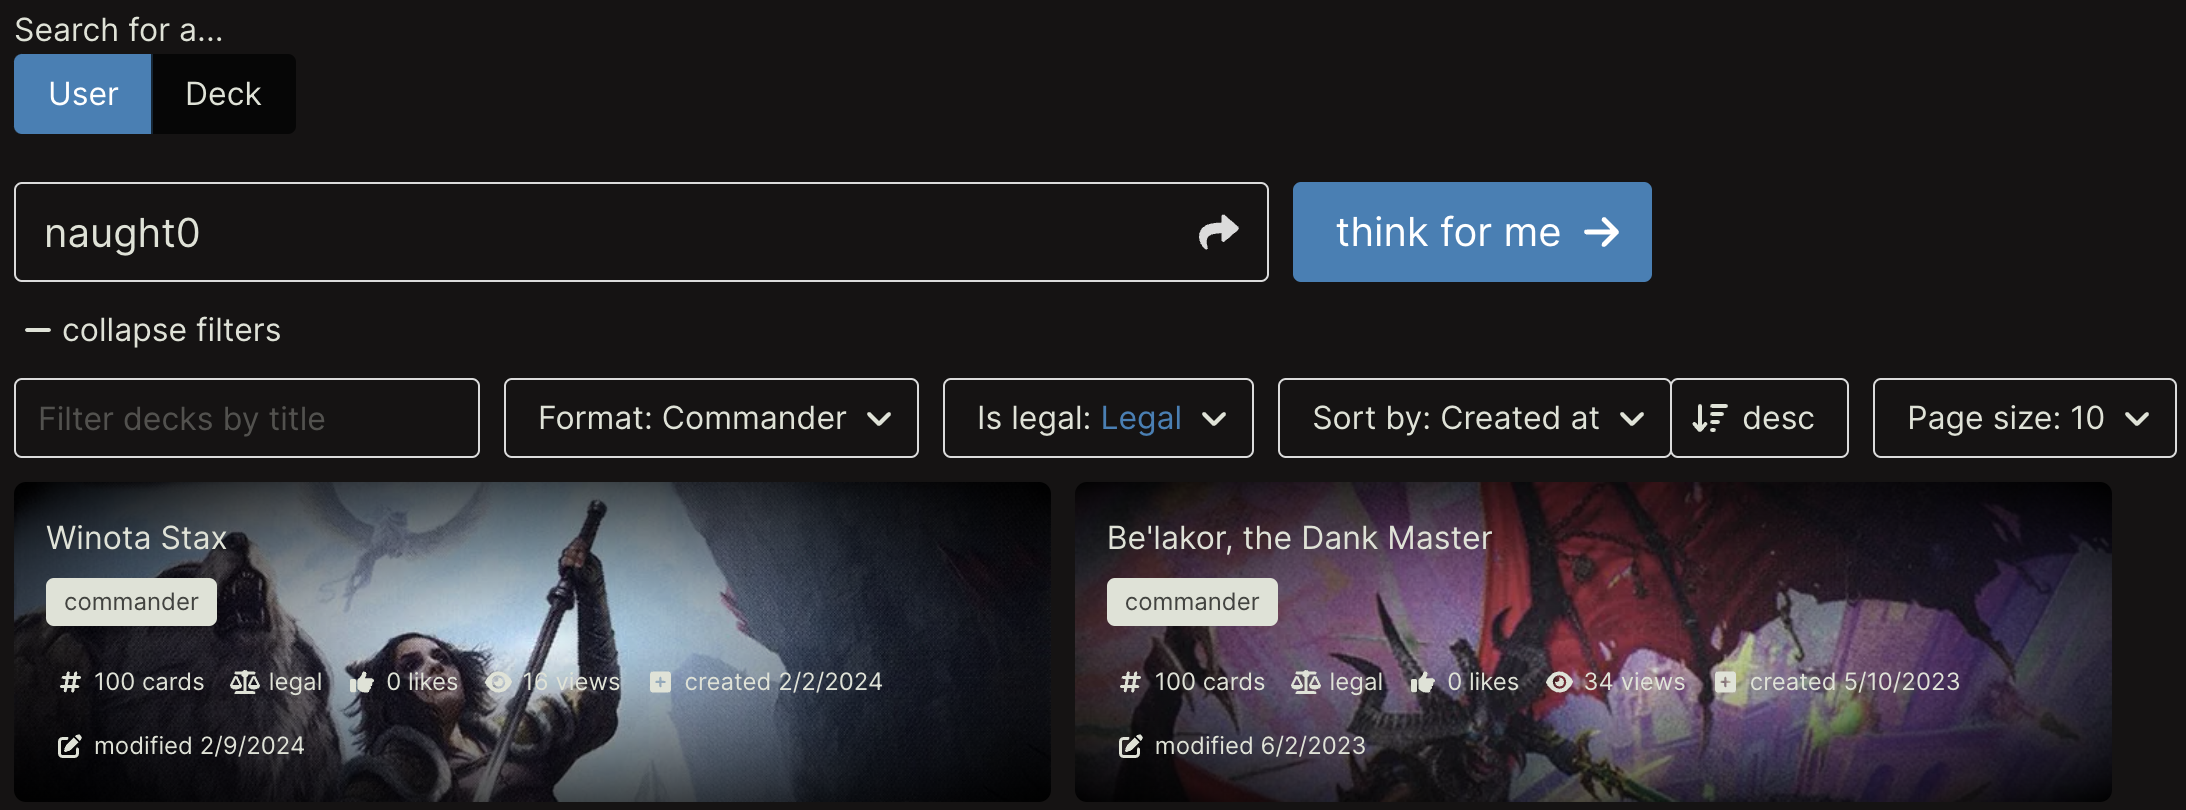 Search for a...
User Deck
naught0 think for me
collapse filters
Filter decks by title Format: Commander Is legal: Legal Sort by: Created at desc Page size: 10
Winota Stax
commander
100 cards legal 0 likes 16 views created 2/2/2024
modified 2/9/2024
Be'lakor, the Dank Master
commander
100 cards legal 0 likes 34 views created 5/10/2023
modified 6/2/2023